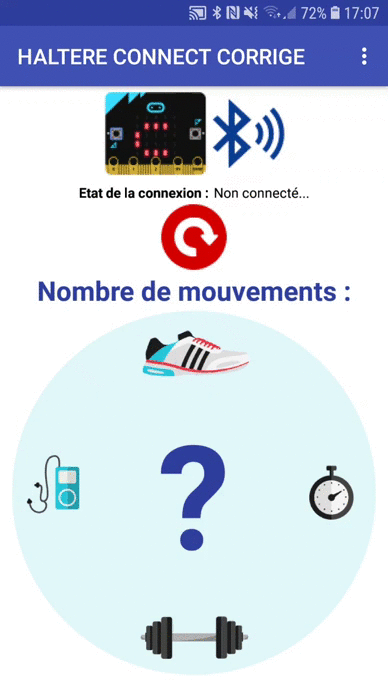 72% 17:07
HALTERE CONNECT CORRIGE
Etat de la connexion : Non connecté...
Nombre de mouvements :
?